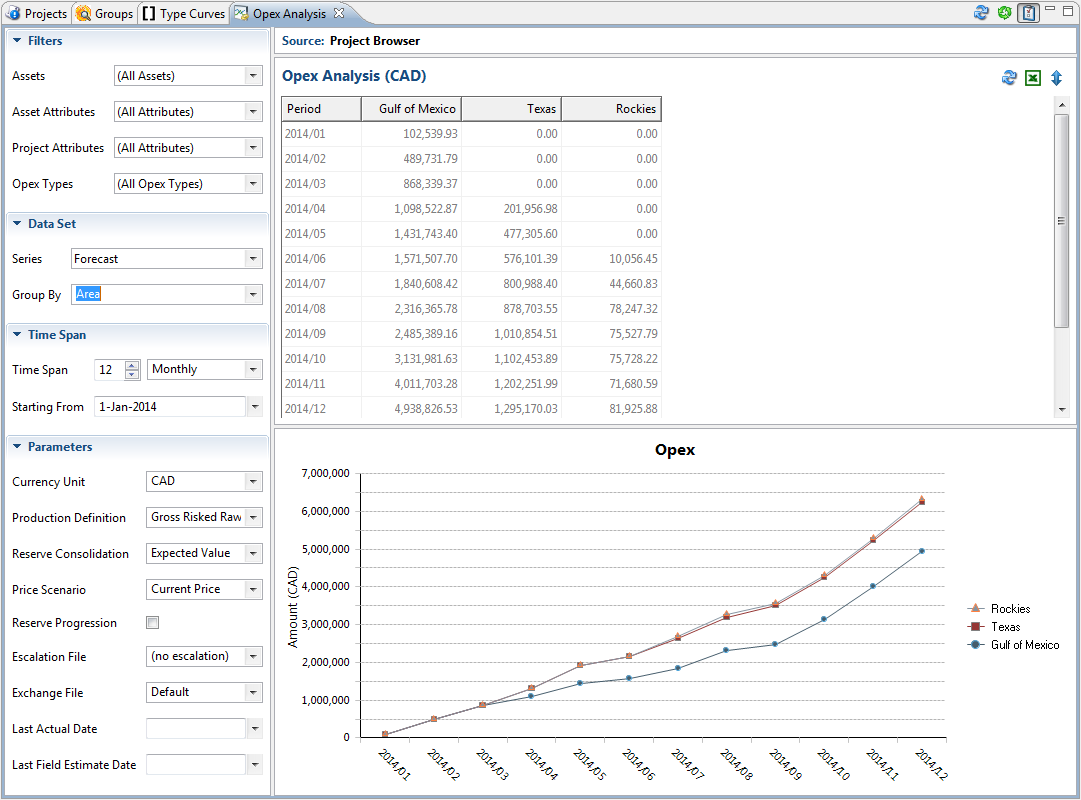 Projects Groups Type Curves Opex Analysis
Filters
Assets (All Assets)
Asset Attributes (All Attributes)
Project Attributes (All Attributes)
Opex Types (All Opex Types)
Data Set
Series Forecast
Group By Area
Time Span
Time Span 12 Monthly
Starting From 1-Jan-2014
Parameters
Currency Unit CAD
Production Definition Gross Risked Raw
Reserve Consolidation Expected Value
Price Scenario Current Price
Reserve Progression
Escalation File (no escalation)
Exchange File Default
Last Actual Date
Last Field Estimate Date
Source: Project Browser
Opex Analysis (CAD)
Period Gulf of Mexico Texas Rockies
2014/01 102,539.93 0.00 0.00
2014/02 489,731.79 0.00 0.00
2014/03 868,339.37 0.00 0.00
2014/04 1,098,522.87 201,956.98 0.00
2014/05 1,431,743.40 477,305.60 0.00
2014/06 1,571,507.70 576,101.39 10,056.45
2014/07 1,840,608.42 800,988.40 44,660.83
2014/08 2,316,365.78 878,703.55 78,247.32
2014/09 2,485,389.16 1,010,854.51 75,527.79
2014/10 3,131,981.63 1,102,453.89 75,728.22
2014/11 4,011,703.28 1,202,251.99 71,680.59
2014/12 4,938,826.53 1,295,170.03 81,925.88
Opex
Amount (CAD)
7,000,000
6,000,000
5,000,000
4,000,000
3,000,000
2,000,000
1,000,000
0
2014/01 2014/02 2014/03 2014/04 2014/05 2014/06 2014/07 2014/08 2014/09 2014/10 2014/11 2014/12
Rockies
Texas
Gulf of Mexico